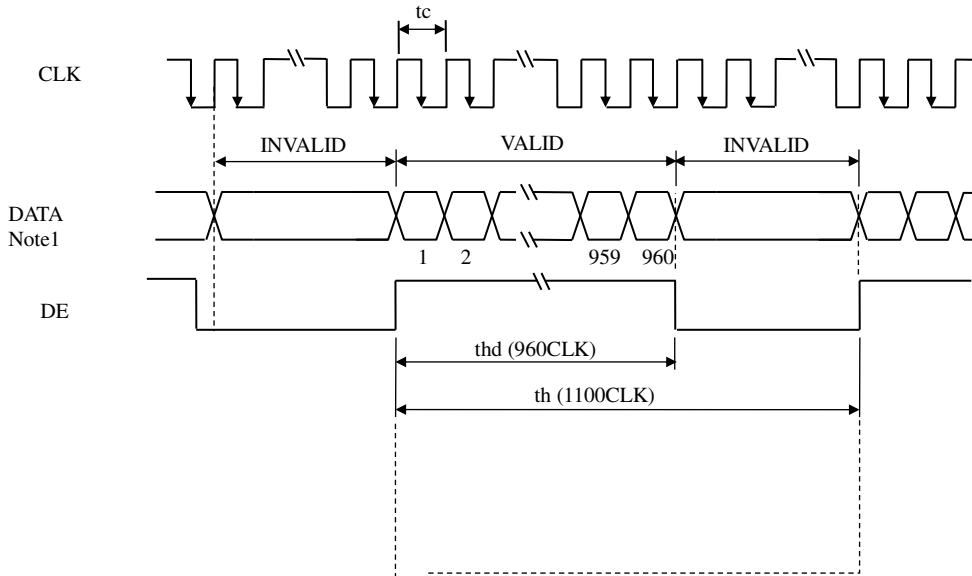 tc
CLK
INVALID VALID INVALID
DATA
Note1
1 2 959 960
DE
thd (960CLK)
th (1100CLK)